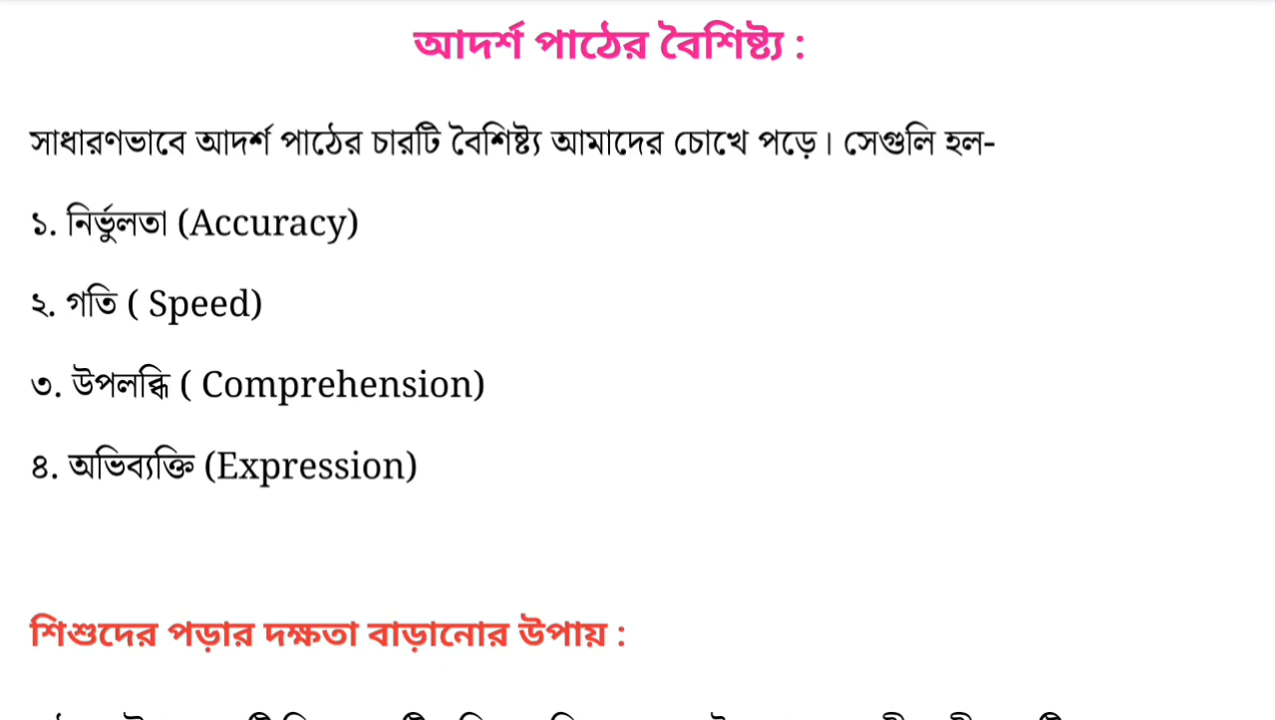 আদর্শ পাঠের বৈশিষ্ট্য :
সাধারণভাবে আদর্শ পাঠের চারটি বৈশিষ্ট্য আমাদের চোখে পড়ে। সেগুলি হল-
১. নির্ভুলতা (Accuracy)
২. গতি ( Speed)
৩. উপলব্ধি ( Comprehension)
৪. অভিব্যক্তি (Expression)
শিশুদের পড়ার দক্ষতা বাড়ানোর উপায় :